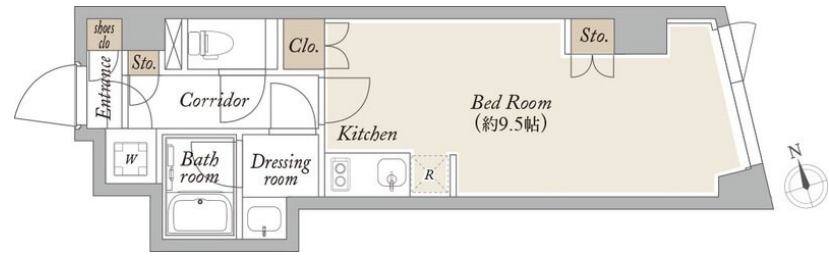 shoes
clo
Entrance
Sto.
Clo.
Sto.
Corridor
Bed Room
(約9.5帖)
Kitchen
W
Bath
room
Dressing
room
R
N